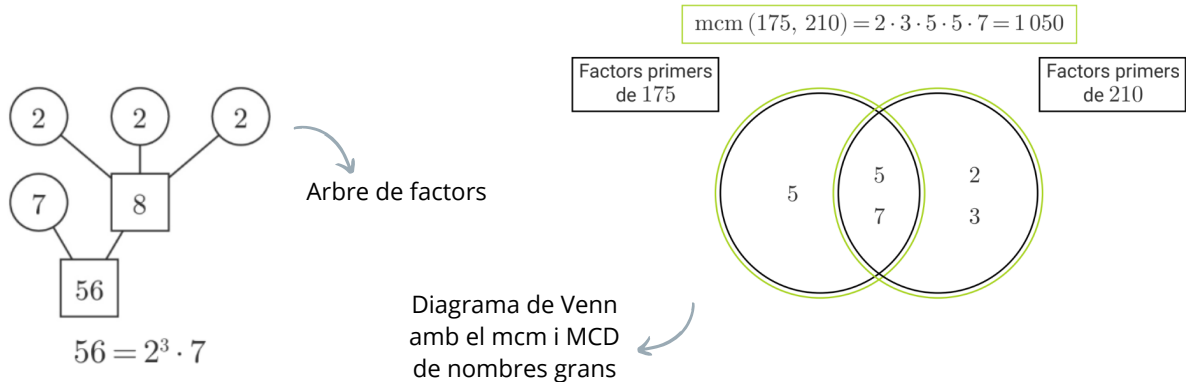 2
2
2
7
8
56
56 = 2³ · 7
Arbre de factors
mcm (175, 210) = 2 · 3 · 5 · 5 · 7 = 1 050
Factors primers
de 175
Factors primers
de 210
5
5
7
2
3
Diagrama de Venn
amb el mcm i MCD
de nombres grans